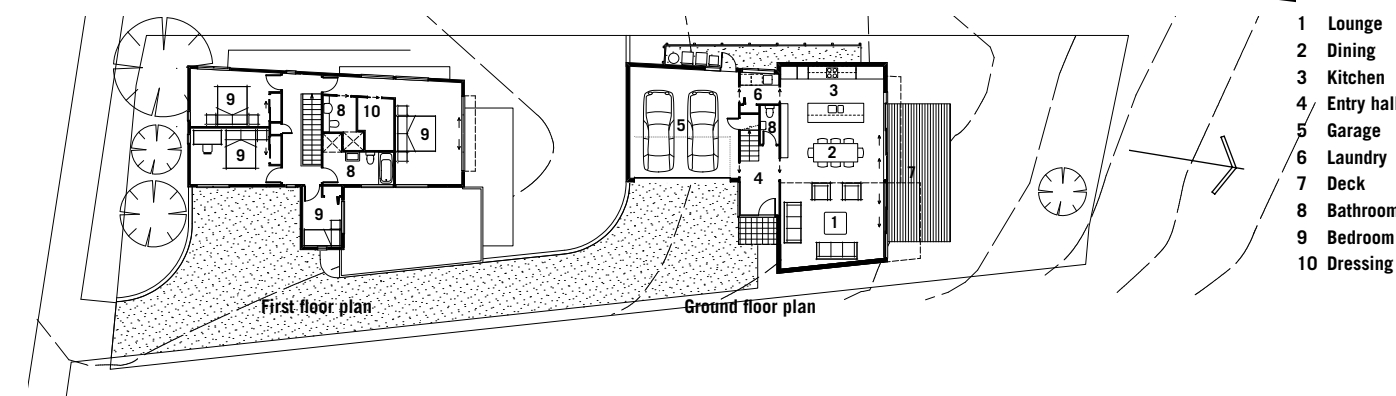 1 Lounge
2 Dining
3 Kitchen
4 Entry hall
5 Garage
6 Laundry
7 Deck
8 Bathroom
9 Bedroom
10 Dressing
9
8
10
9
9
8
9
First floor plan
3
6
5
8
2
7
4
1
Ground floor plan